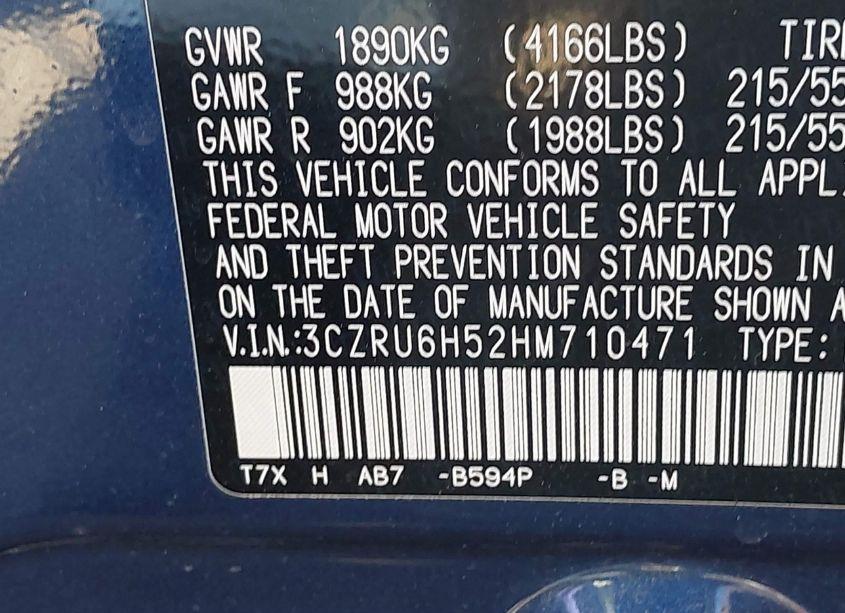 GVWR 1890KG (4166LBS) TIR
GAWR F 988KG (2178LBS) 215/55
GAWR R 902KG (1988LBS) 215/55
THIS VEHICLE CONFORMS TO ALL APPL
FEDERAL MOTOR VEHICLE SAFETY
AND THEFT PREVENTION STANDARDS IN
ON THE DATE OF MANUFACTURE SHOWN A
V.I.N.:3CZRU6H52HM710471 TYPE:
T7X H AB7 -B594P -B -M